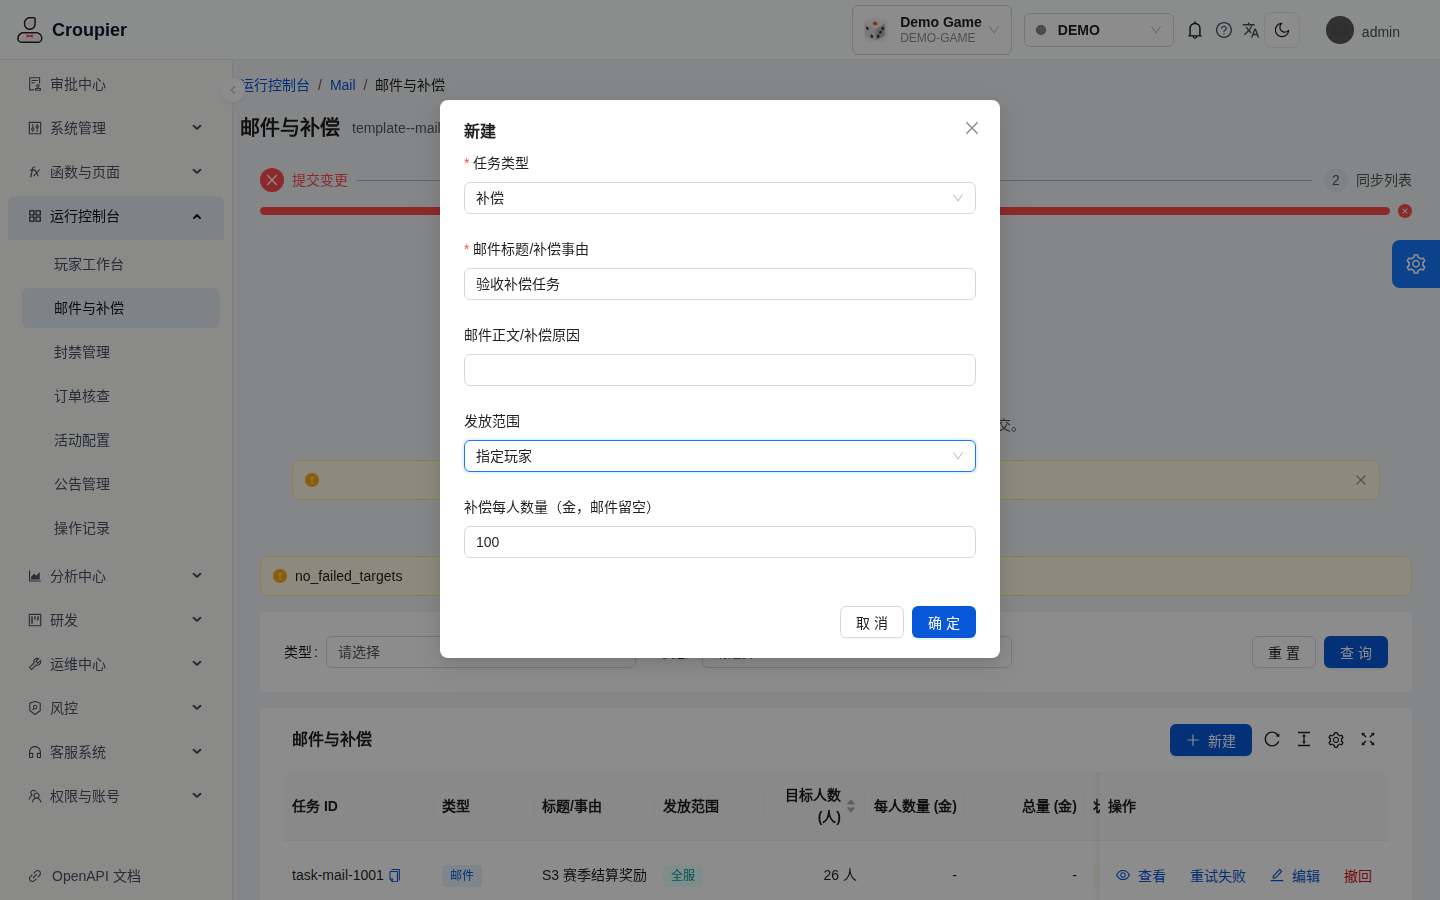 Croupier
Demo Game
DEMO-GAME
DEMO
admin
审批中心
系统管理
函数与页面
运行控制台
玩家工作台
邮件与补偿
封禁管理
订单核查
活动配置
公告管理
操作记录
分析中心
研发
运维中心
风控
客服系统
权限与账号
OpenAPI 文档
运行控制台 / Mail / 邮件与补偿
邮件与补偿 template--mail
提交变更
2 同步列表
交。
no_failed_targets
新建
* 任务类型
补偿
* 邮件标题/补偿事由
验收补偿任务
邮件正文/补偿原因
发放范围
指定玩家
补偿每人数量（金，邮件留空）
100
取 消
确 定
类型 : 请选择
重 置
查 询
邮件与补偿
新建
任务 ID 类型 标题/事由 发放范围 目标人数 (人) 每人数量 (金) 总量 (金) 操作
task-mail-1001 邮件 S3 赛季结算奖励 全服 26 人 - - 查看 重试失败 编辑 撤回